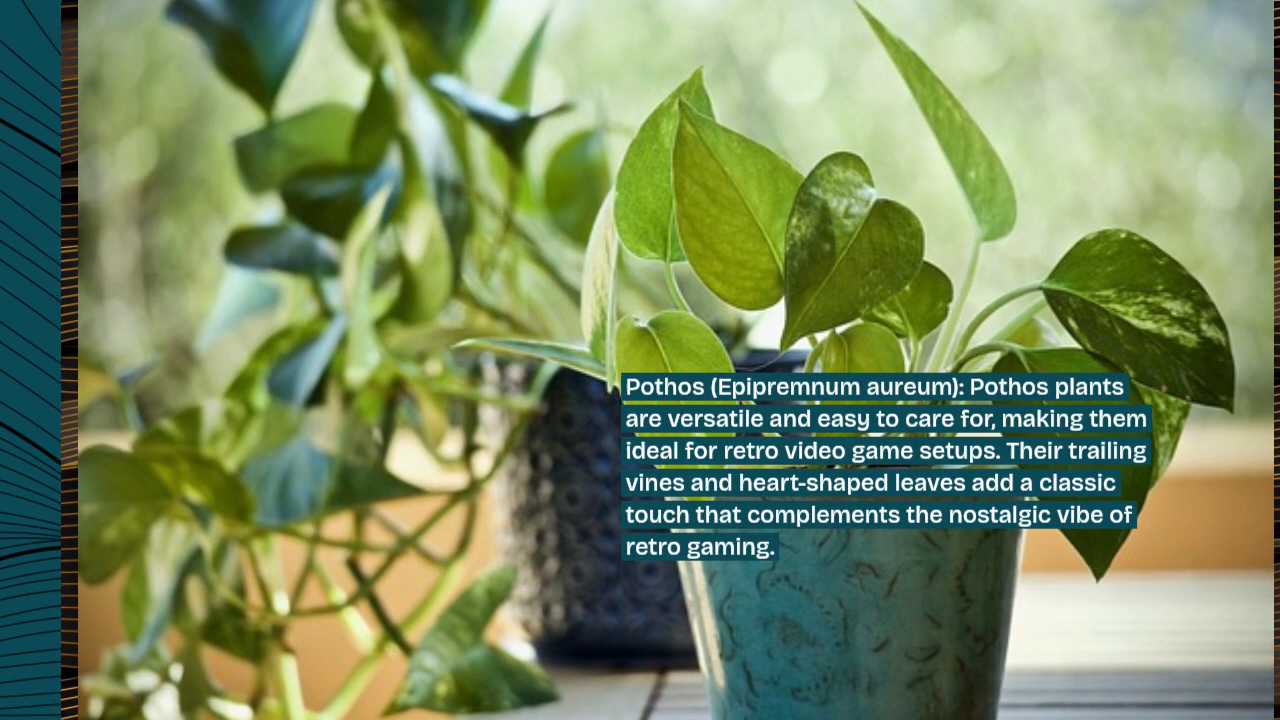 Pothos (Epipremnum aureum): Pothos plants
are versatile and easy to care for, making them
ideal for retro video game setups. Their trailing
vines and heart-shaped leaves add a classic
touch that complements the nostalgic vibe of
retro gaming.